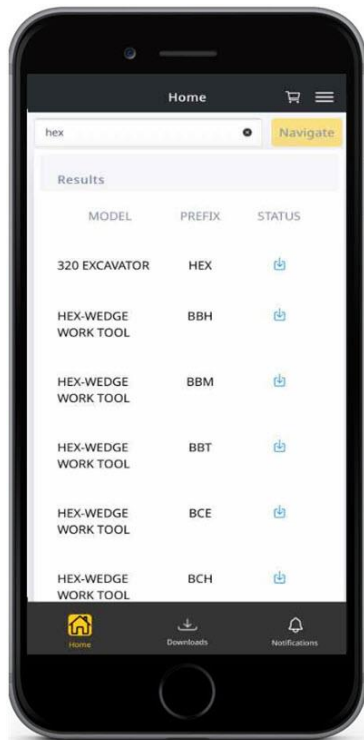 Home
hex Navigate
Results
MODEL PREFIX STATUS
320 EXCAVATOR HEX
HEX-WEDGE BBH
WORK TOOL
HEX-WEDGE BBM
WORK TOOL
HEX-WEDGE BBT
WORK TOOL
HEX-WEDGE BCE
WORK TOOL
HEX-WEDGE BCH
WORK TOOL
Home Downloads Notifications